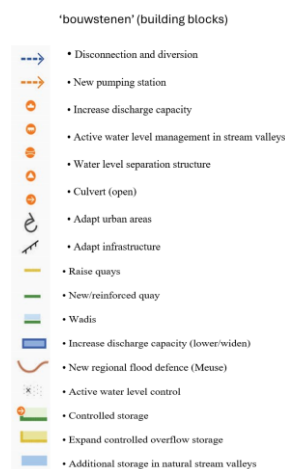 ‘bouwstenen’ (building blocks)
• Disconnection and diversion
• New pumping station
• Increase discharge capacity
• Active water level management in stream valleys
• Water level separation structure
• Culvert (open)
• Adapt urban areas
• Adapt infrastructure
• Raise quays
• New/reinforced quay
• Wadis
• Increase discharge capacity (lower/widen)
• New regional flood defence (Meuse)
• Active water level control
• Controlled storage
• Expand controlled overflow storage
• Additional storage in natural stream valleys